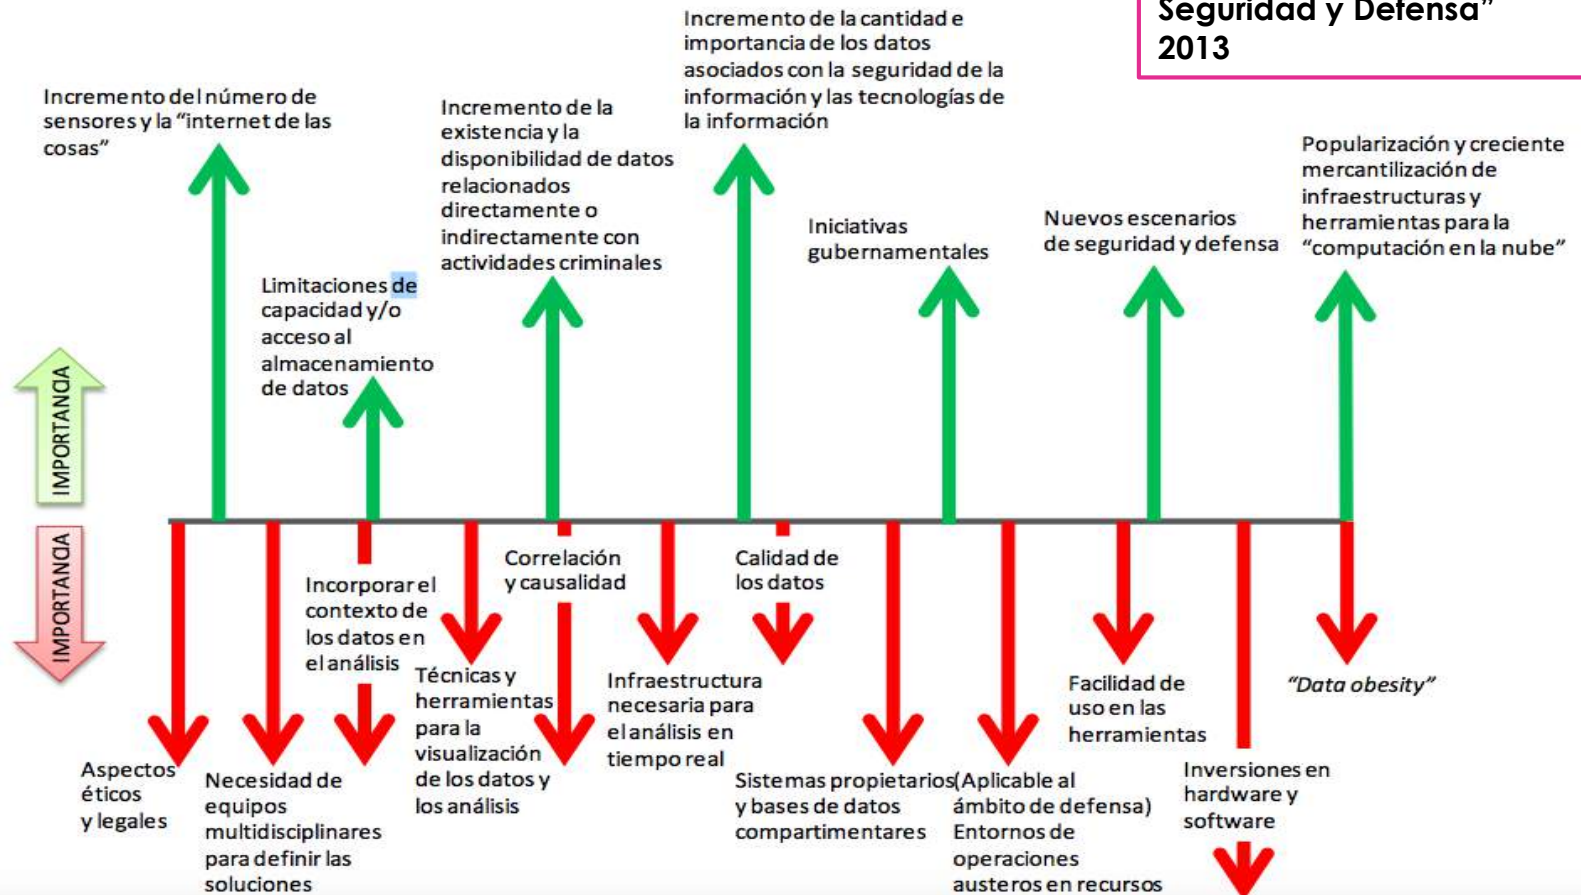 Seguridad y Defensa”
2013
Incremento de la cantidad e
importancia de los datos
asociados con la seguridad de la
información y las tecnologías de
la información
Incremento del número de
sensores y la “internet de las
cosas”
Incremento de la
existencia y la
disponibilidad de datos
relacionados
directamente o
indirectamente con
actividades criminales
Popularización y creciente
mercantilización de
infraestructuras y
herramientas para la
“computación en la nube”
Iniciativas
gubernamentales
Nuevos escenarios
de seguridad y defensa
Limitaciones de
capacidad y/o
acceso al
almacenamiento
de datos
IMPORTANCIA
IMPORTANCIA
Incorporar el
contexto de
los datos en
el análisis
Correlación
y causalidad
Calidad de
los datos
Técnicas y
herramientas
para la
visualización
de los datos y
los análisis
Infraestructura
necesaria para
el análisis en
tiempo real
Facilidad de
uso en las
herramientas
“Data obesity”
Aspectos
éticos
y legales
Necesidad de
equipos
multidisciplinares
para definir las
soluciones
Sistemas propietarios
y bases de datos
compartimentares
(Aplicable al
ámbito de defensa)
Entornos de
operaciones
austeros en recursos
Inversiones en
hardware y
software